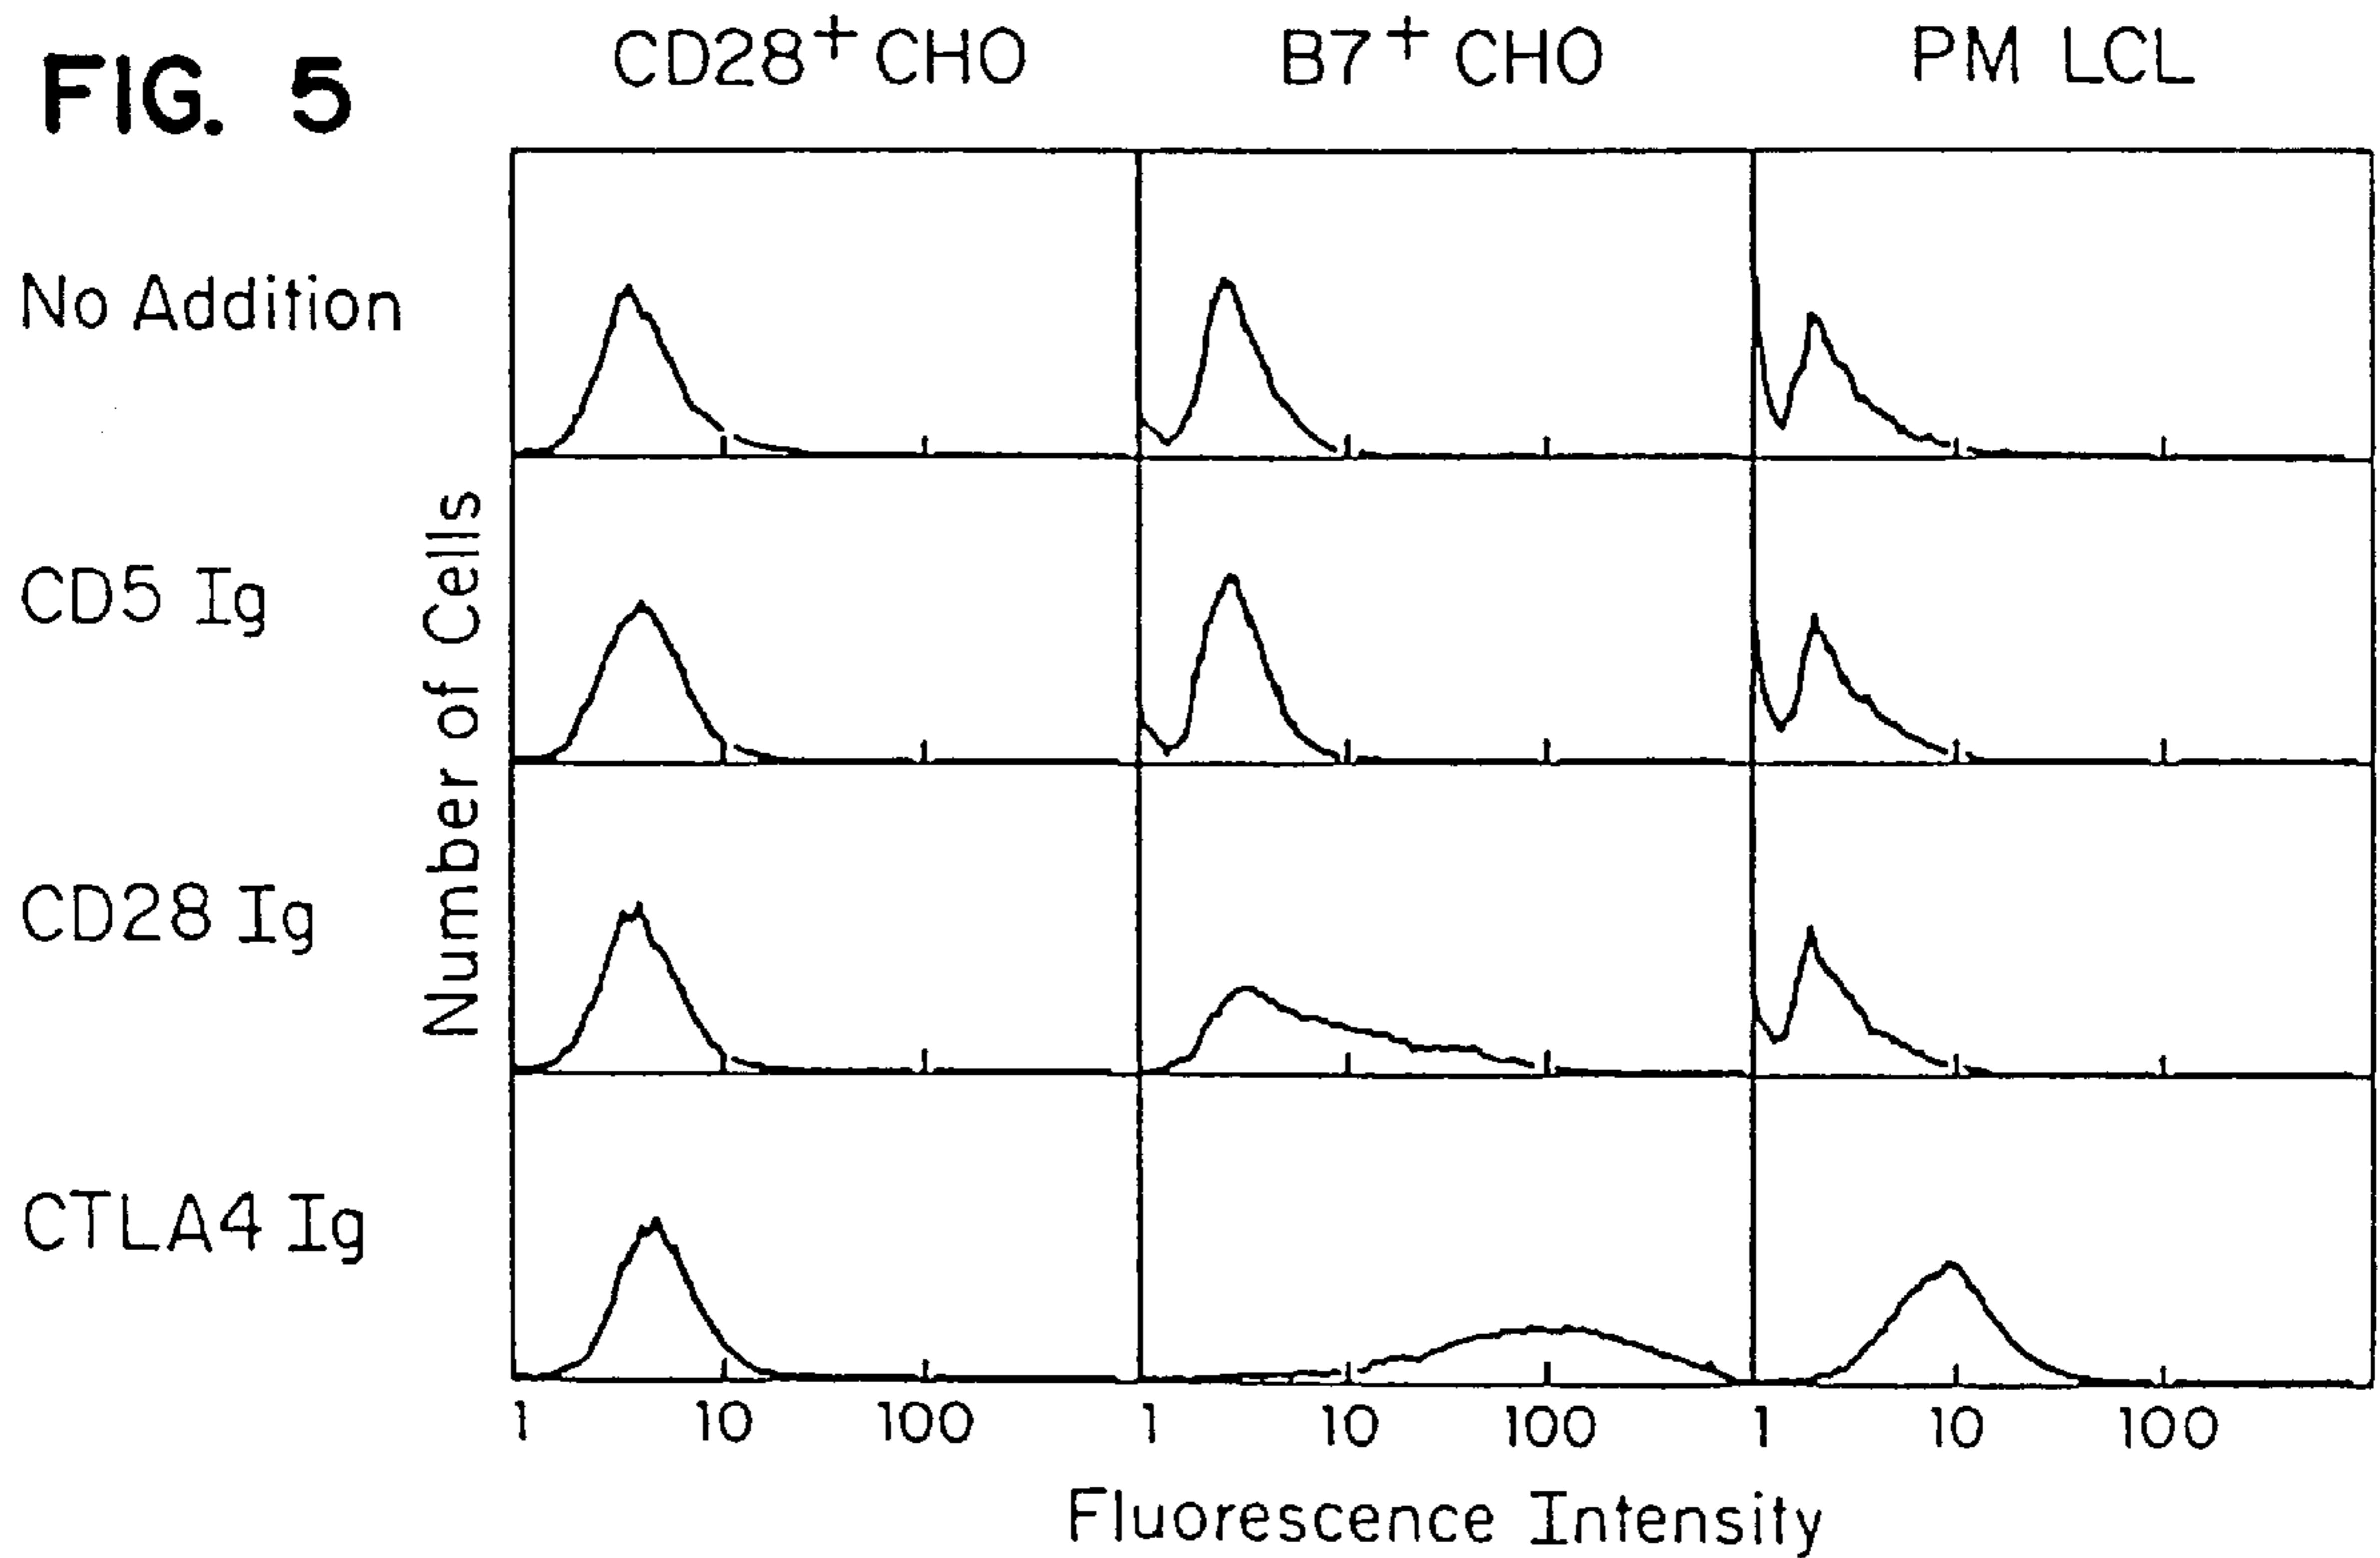 FIG. 5
CD28+ CHO B7+ CHO PM LCL
No Addition
CD5 Ig
CD28 Ig
CTLA4 Ig
Number of Cells
1 10 100 1 10 100 1 10 100
Fluorescence Intensity